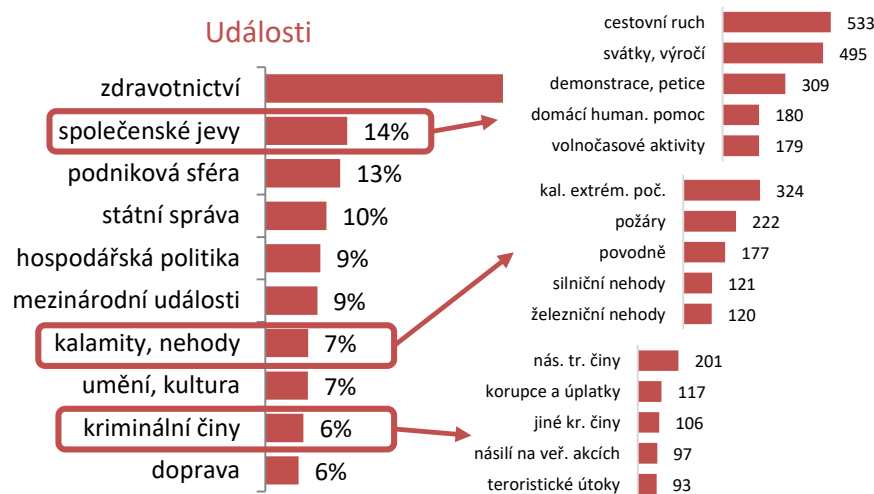 Události
zdravotnictví
společenské jevy 14%
podniková sféra 13%
státní správa 10%
hospodářská politika 9%
mezinárodní události 9%
kalamity, nehody 7%
umění, kultura 7%
kriminální činy 6%
doprava 6%
cestovní ruch 533
svátky, výročí 495
demonstrace, petice 309
domácí human. pomoc 180
volnočasové aktivity 179
kal. extrém. poč. 324
požáry 222
povodně 177
silniční nehody 121
železniční nehody 120
nás. tr. činy 201
korupce a úplatky 117
jiné kr. činy 106
násilí na veř. akcích 97
teroristické útoky 93